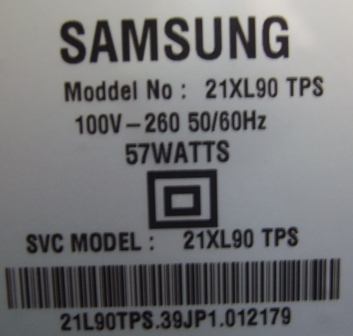 SAMSUNG
Moddel No : 21XL90 TPS
100V-260 50/60Hz
57WATTS
SVC MODEL : 21XL90 TPS
21L90TPS.39JP1.012179